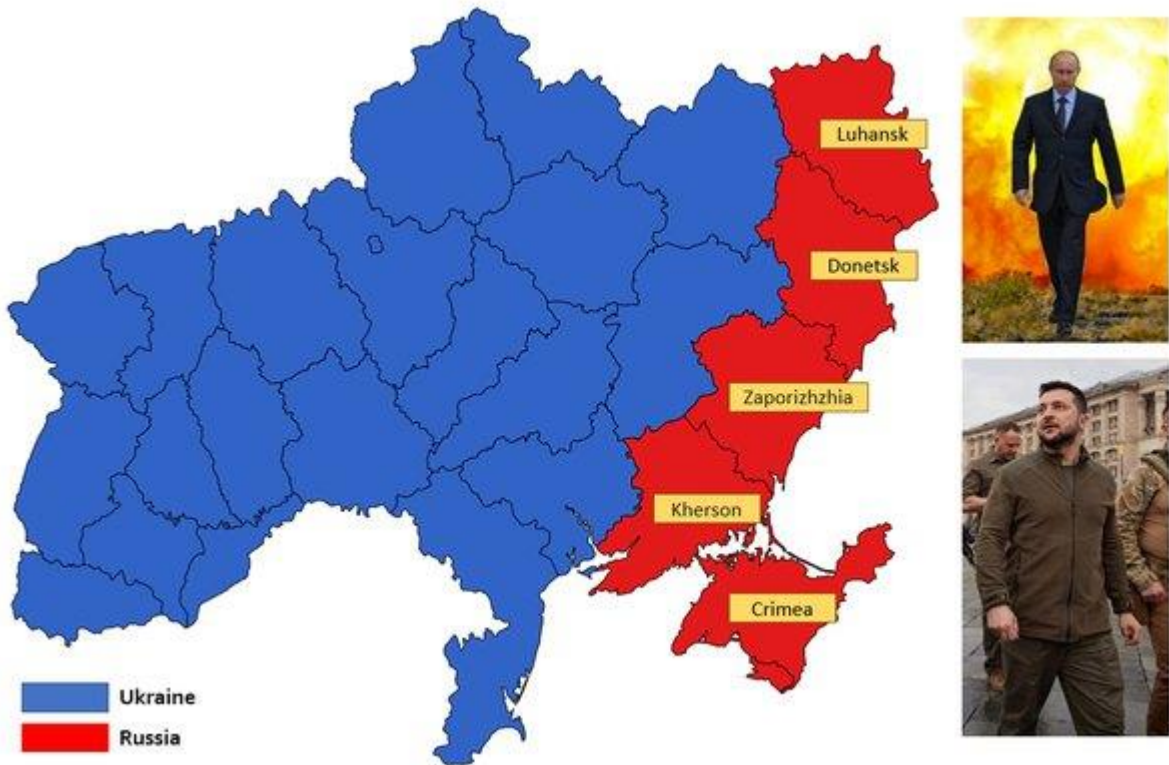 Luhansk
Donetsk
Zaporizhzhia
Kherson
Crimea
Ukraine
Russia